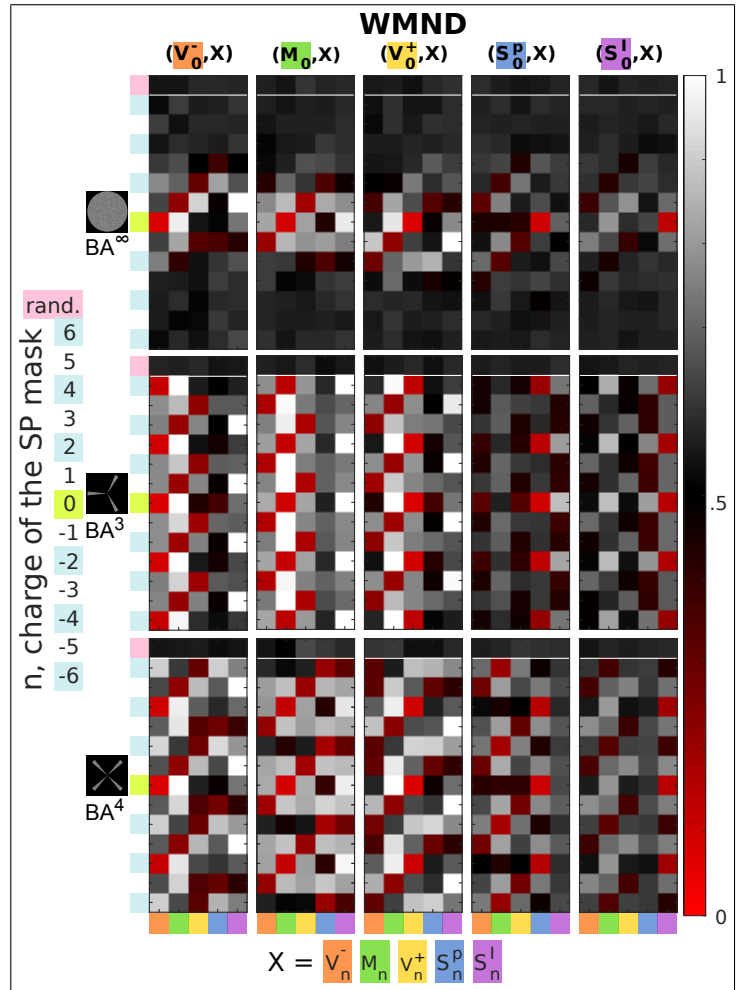 WMND
(V₀⁻,X) (M₀,X) (V₀⁺,X) (S₀ᵖ,X) (S₀ˡ,X)
1
BA∞
rand.
6
5
4
3
2
1
0
-1
-2
-3
-4
-5
-6
n, charge of the SP mask
BA³
BA⁴
.5
0
X = Vₙ⁻ Mₙ Vₙ⁺ Sₙᵖ Sₙˡ